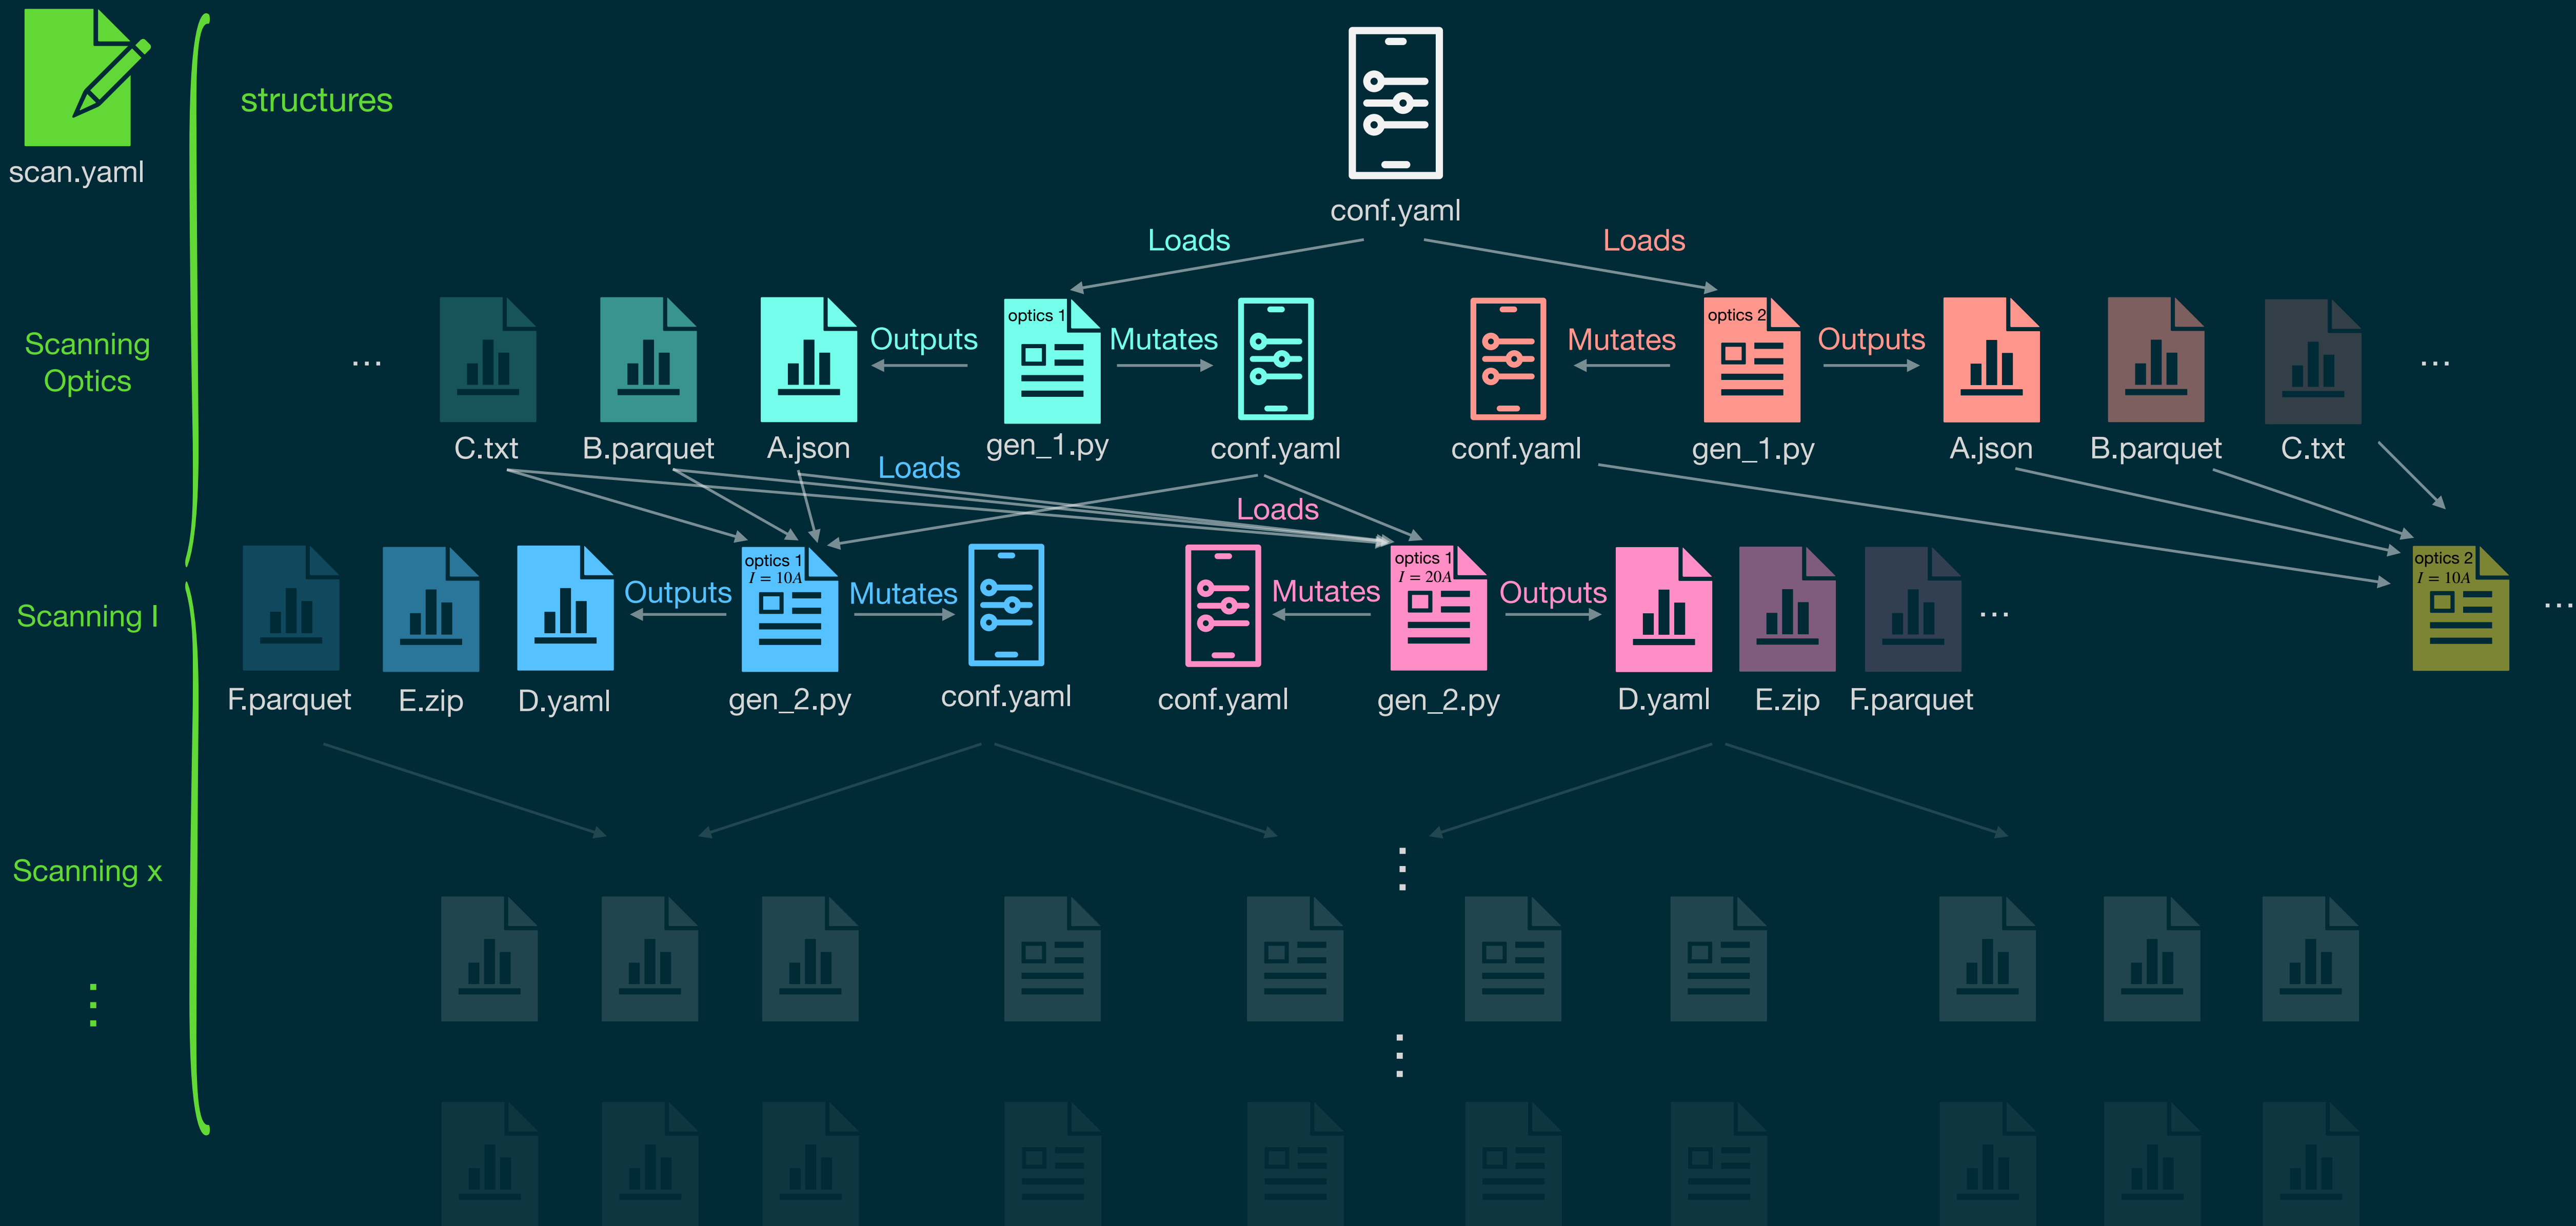 scan.yaml
structures
conf.yaml
Loads
Loads
Scanning
Optics
...
C.txt
B.parquet
A.json
Outputs
optics 1
gen_1.py
Mutates
conf.yaml
conf.yaml
Mutates
optics 2
gen_1.py
Outputs
A.json
B.parquet
C.txt
...
Loads
Loads
Scanning I
F.parquet
E.zip
D.yaml
Outputs
optics 1
I = 10A
gen_2.py
Mutates
conf.yaml
conf.yaml
Mutates
optics 1
I = 20A
gen_2.py
Outputs
D.yaml
E.zip
F.parquet
...
optics 2
I = 10A
...
Scanning x
⋮
⋮
⋮